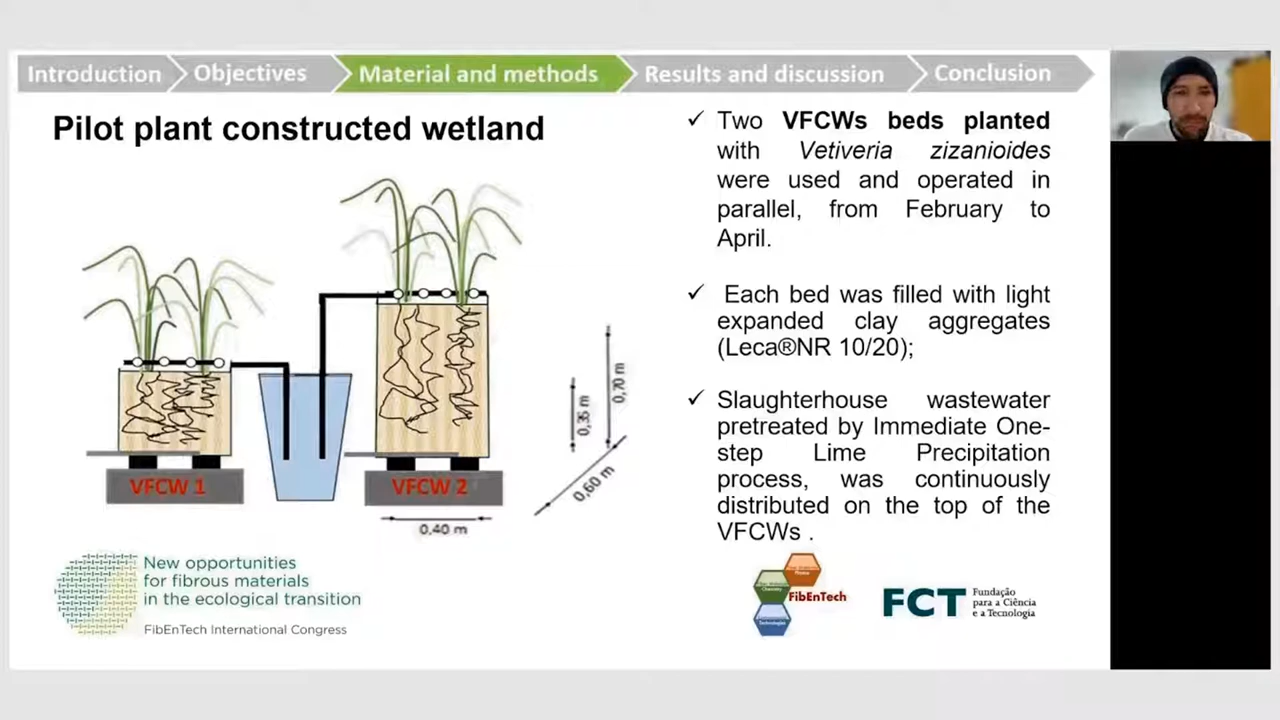 Introduction
Objectives
Material and methods
Results and discussion
Conclusion
Pilot plant constructed wetland
✓ Two VFCWs beds planted
with Vetiveria zizanioides
were used and operated in
parallel, from February to
April.
✓ Each bed was filled with light
expanded clay aggregates
(Leca®NR 10/20);
✓ Slaughterhouse wastewater
pretreated by Immediate One-
step Lime Precipitation
process, was continuously
distributed on the top of the
VFCWs .
VFCW 1
VFCW 2
0,35 m
0,70 m
0,60 m
0,40 m
New opportunities
for fibrous materials
in the ecological transition
FibEnTech International Congress
FibEnTech
Chemistry
Technologies
FCT
Fundação
para a Ciência
e a Tecnologia